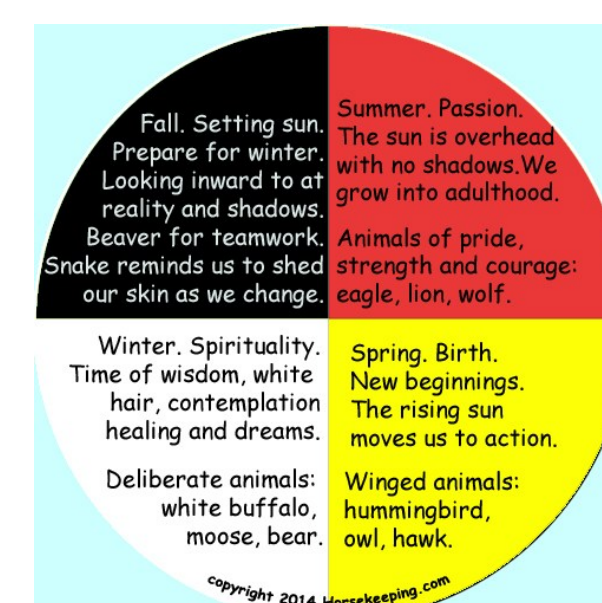 Fall. Setting sun.
Prepare for winter.
Looking inward to at
reality and shadows.
Beaver for teamwork.
Snake reminds us to shed
our skin as we change.
Summer. Passion.
The sun is overhead
with no shadows.We
grow into adulthood.
Animals of pride,
strength and courage:
eagle, lion, wolf.
Winter. Spirituality.
Time of wisdom, white
hair, contemplation
healing and dreams.
Deliberate animals:
white buffalo,
moose, bear.
Spring. Birth.
New beginnings.
The rising sun
moves us to action.
Winged animals:
hummingbird,
owl, hawk.
copyright 2014 Horsekeeping.com